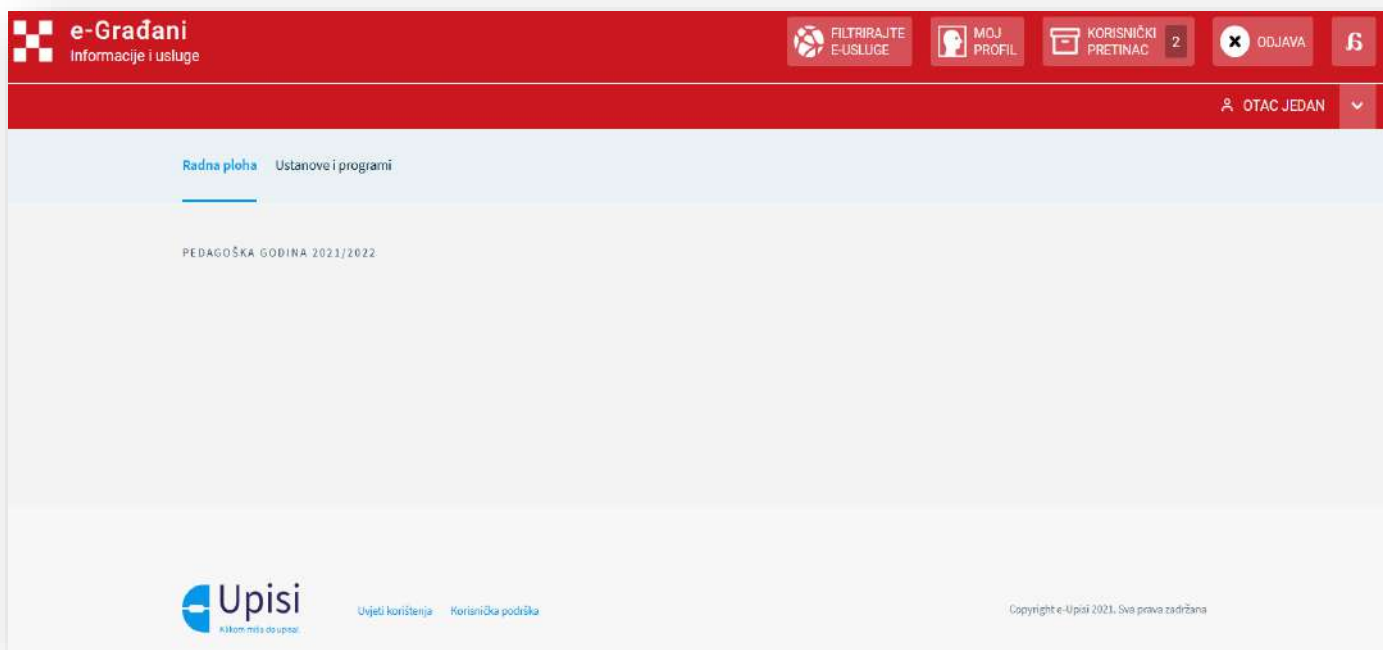 e-Građani
Informacije i usluge
FILTRIRAJTE
E-USLUGE
MOJ
PROFIL
KORISNIČKI
PRETINAC
2
ODJAVA
OTAC JEDAN
Radna ploha Ustanove i programi
PEDAGOŠKA GODINA 2021/2022
Upisi
Klikom miša do upisa!
Uvjeti korištenja Korisnička podrška
Copyright e-Upisi 2021. Sva prava zadržana